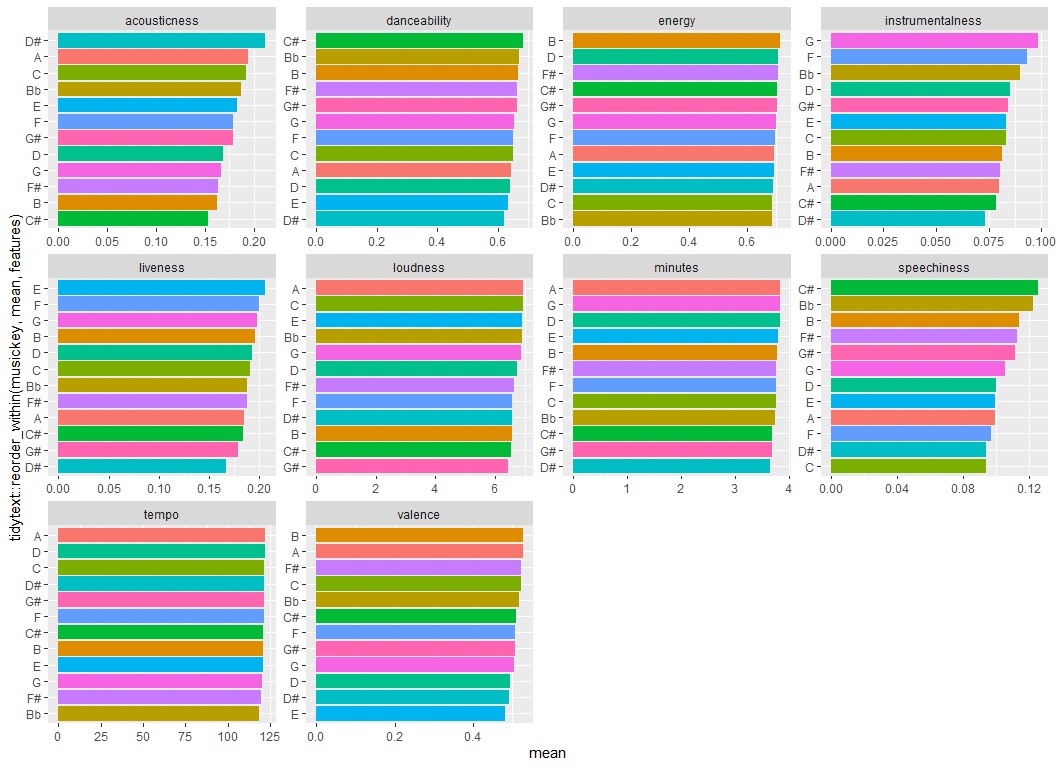 acousticness
D#
A
C
Bb
E
F
G#
D
G
F#
B
C#
0.00 0.05 0.10 0.15 0.20
danceability
C#
Bb
B
F#
G#
G
F
C
A
D
E
D#
0.0 0.2 0.4 0.6
energy
B
D
F#
C#
G#
G
F
A
E
D#
C
Bb
0.0 0.2 0.4 0.6
instrumentalness
G
F
Bb
D
G#
E
C
B
F#
A
C#
D#
0.000 0.025 0.050 0.075 0.100
liveness
E
F
G
B
D
C
Bb
F#
A
C#
G#
D#
0.00 0.05 0.10 0.15 0.20
loudness
A
C
E
Bb
G
D
F#
F
D#
B
C#
G#
0 2 4 6
minutes
A
G
D
E
B
F#
F
C
Bb
C#
G#
D#
0 1 2 3 4
speechiness
C#
Bb
B
F#
G#
G
D
E
A
F
D#
C
0.00 0.04 0.08 0.12
tempo
A
D
C
D#
G#
F
C#
B
E
G
F#
Bb
0 25 50 75 100 125
valence
B
A
F#
C
Bb
C#
F
G#
G
D
D#
E
0.0 0.2 0.4
tidytext::reorder_within(musickey, mean, features)
mean